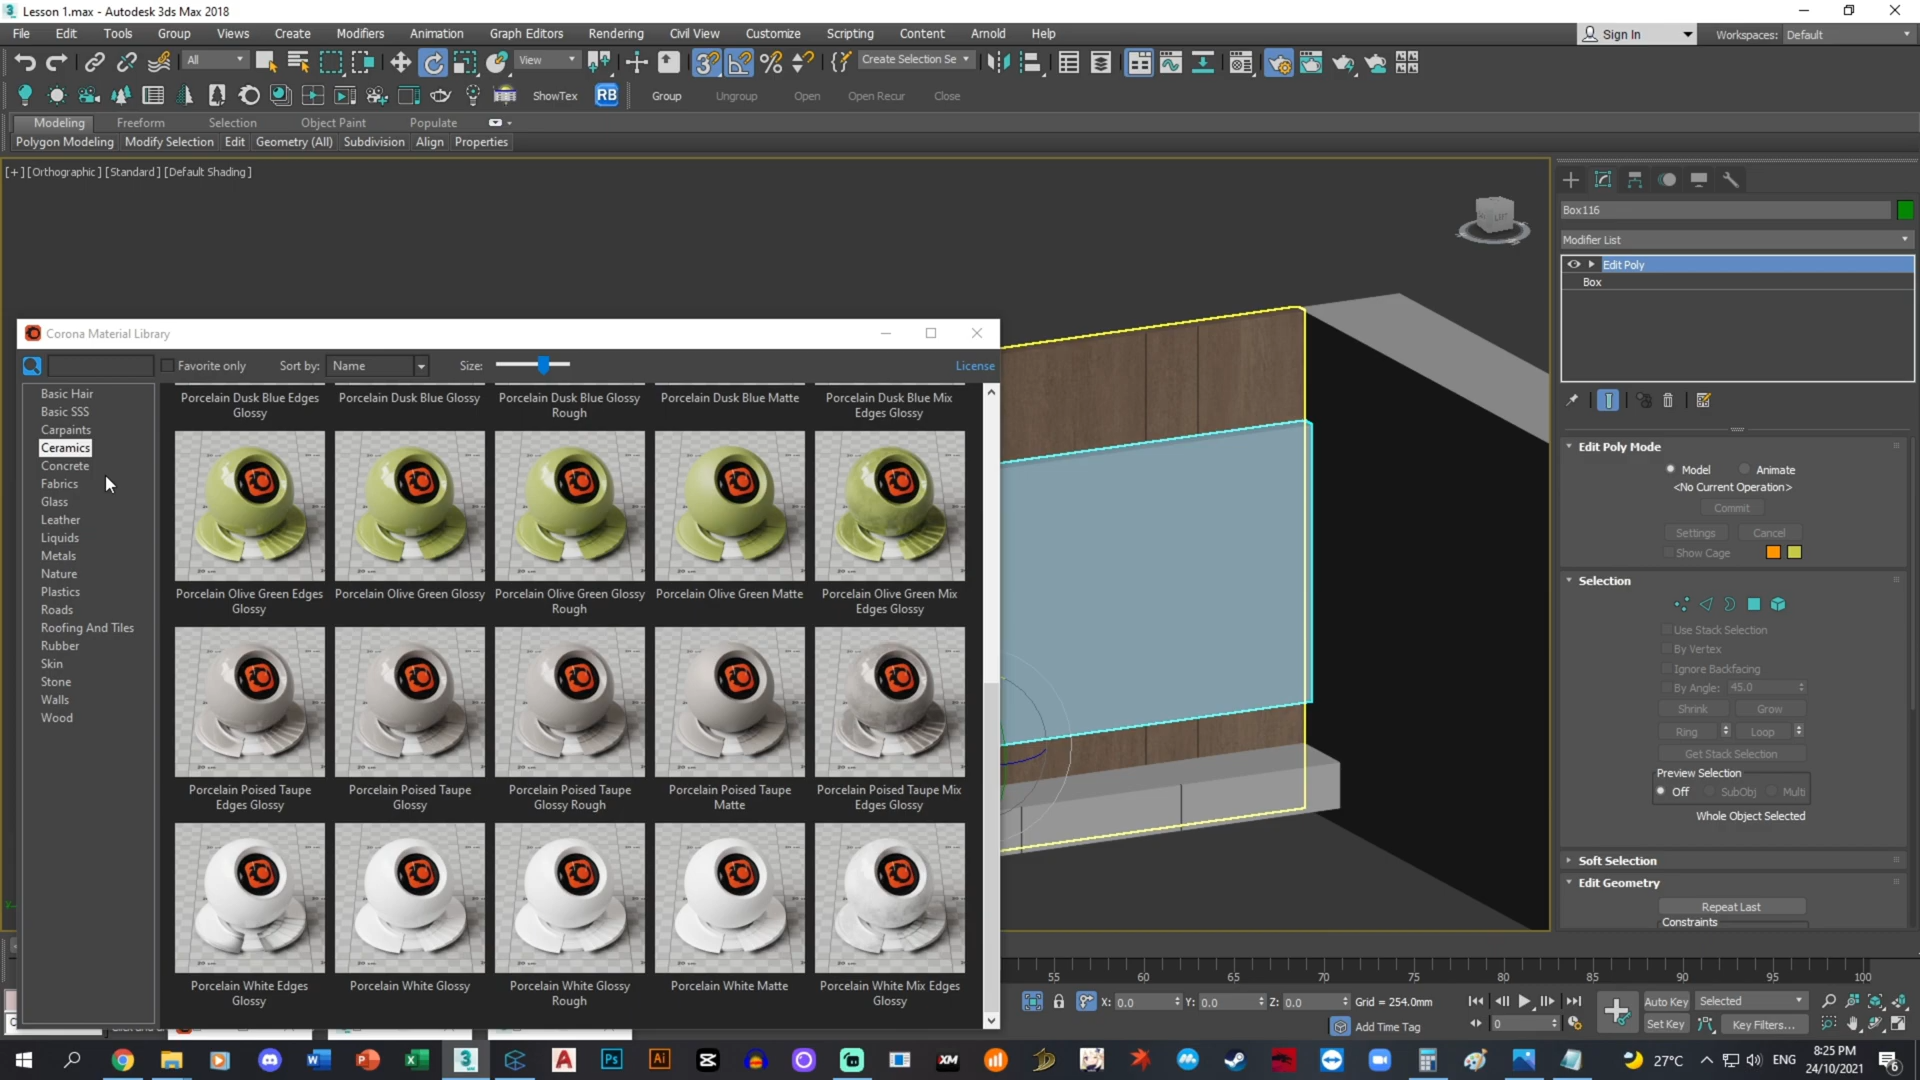 Lesson 1.max - Autodesk 3ds Max 2018
File Edit Tools Group Views Create Modifiers Animation Graph Editors Rendering Civil View Customize Scripting Content Arnold Help
Sign In Workspaces: Default
All View Create Selection Se
ShowTex RB Group Ungroup Open Open Recur Close
Modeling Freeform Selection Object Paint Populate
Polygon Modeling Modify Selection Edit Geometry (All) Subdivision Align Properties
[+] [Orthographic] [Standard] [Default Shading]
Box116
Modifier List
Edit Poly
Box
Corona Material Library
Favorite only Sort by: Name Size: License
Basic Hair
Basic SSS
Carpaints
Ceramics
Concrete
Fabrics
Glass
Leather
Liquids
Metals
Nature
Plastics
Roads
Roofing And Tiles
Rubber
Skin
Stone
Walls
Wood
Porcelain Dusk Blue Edges Glossy
Porcelain Dusk Blue Glossy
Porcelain Dusk Blue Glossy Rough
Porcelain Dusk Blue Matte
Porcelain Dusk Blue Mix Edges Glossy
Porcelain Olive Green Edges Glossy
Porcelain Olive Green Glossy
Porcelain Olive Green Glossy Rough
Porcelain Olive Green Matte
Porcelain Olive Green Mix Edges Glossy
Porcelain Poised Taupe Edges Glossy
Porcelain Poised Taupe Glossy
Porcelain Poised Taupe Glossy Rough
Porcelain Poised Taupe Matte
Porcelain Poised Taupe Mix Edges Glossy
Porcelain White Edges Glossy
Porcelain White Glossy
Porcelain White Glossy Rough
Porcelain White Matte
Porcelain White Mix Edges Glossy
Edit Poly Mode
Model Animate
<No Current Operation>
Commit
Settings Cancel
Show Cage
Selection
Use Stack Selection
By Vertex
Ignore Backfacing
By Angle: 45.0
Shrink Grow
Ring Loop
Get Stack Selection
Preview Selection
Off SubObj Multi
Whole Object Selected
Soft Selection
Edit Geometry
Repeat Last
Constraints
55 60 65 70 75 80 85 90 95 100
X: 0.0 Y: 0.0 Z: 0.0 Grid = 254.0mm
Add Time Tag
Auto Key Selected
Set Key Key Filters...
0
Ps Ai XM
27°C ENG
8:25 PM
24/10/2021
6